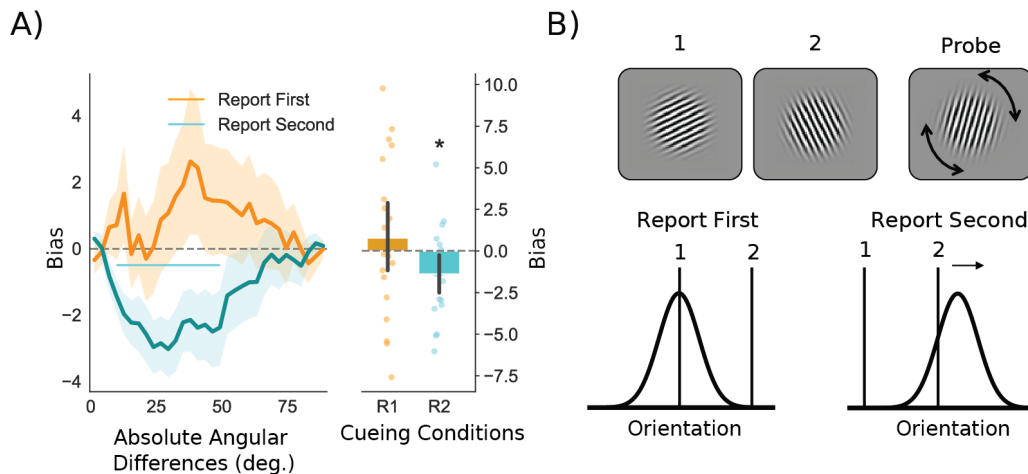 A)
Report First
Report Second
4
2
0
−2
−4
Bias
0
25
50
75
Absolute Angular
Differences (deg.)
*
10.0
7.5
5.0
2.5
0.0
−2.5
−5.0
−7.5
Bias
R1
R2
Cueing Conditions
B)
1
2
Probe
Report First
1
2
Orientation
Report Second
1
2
Orientation